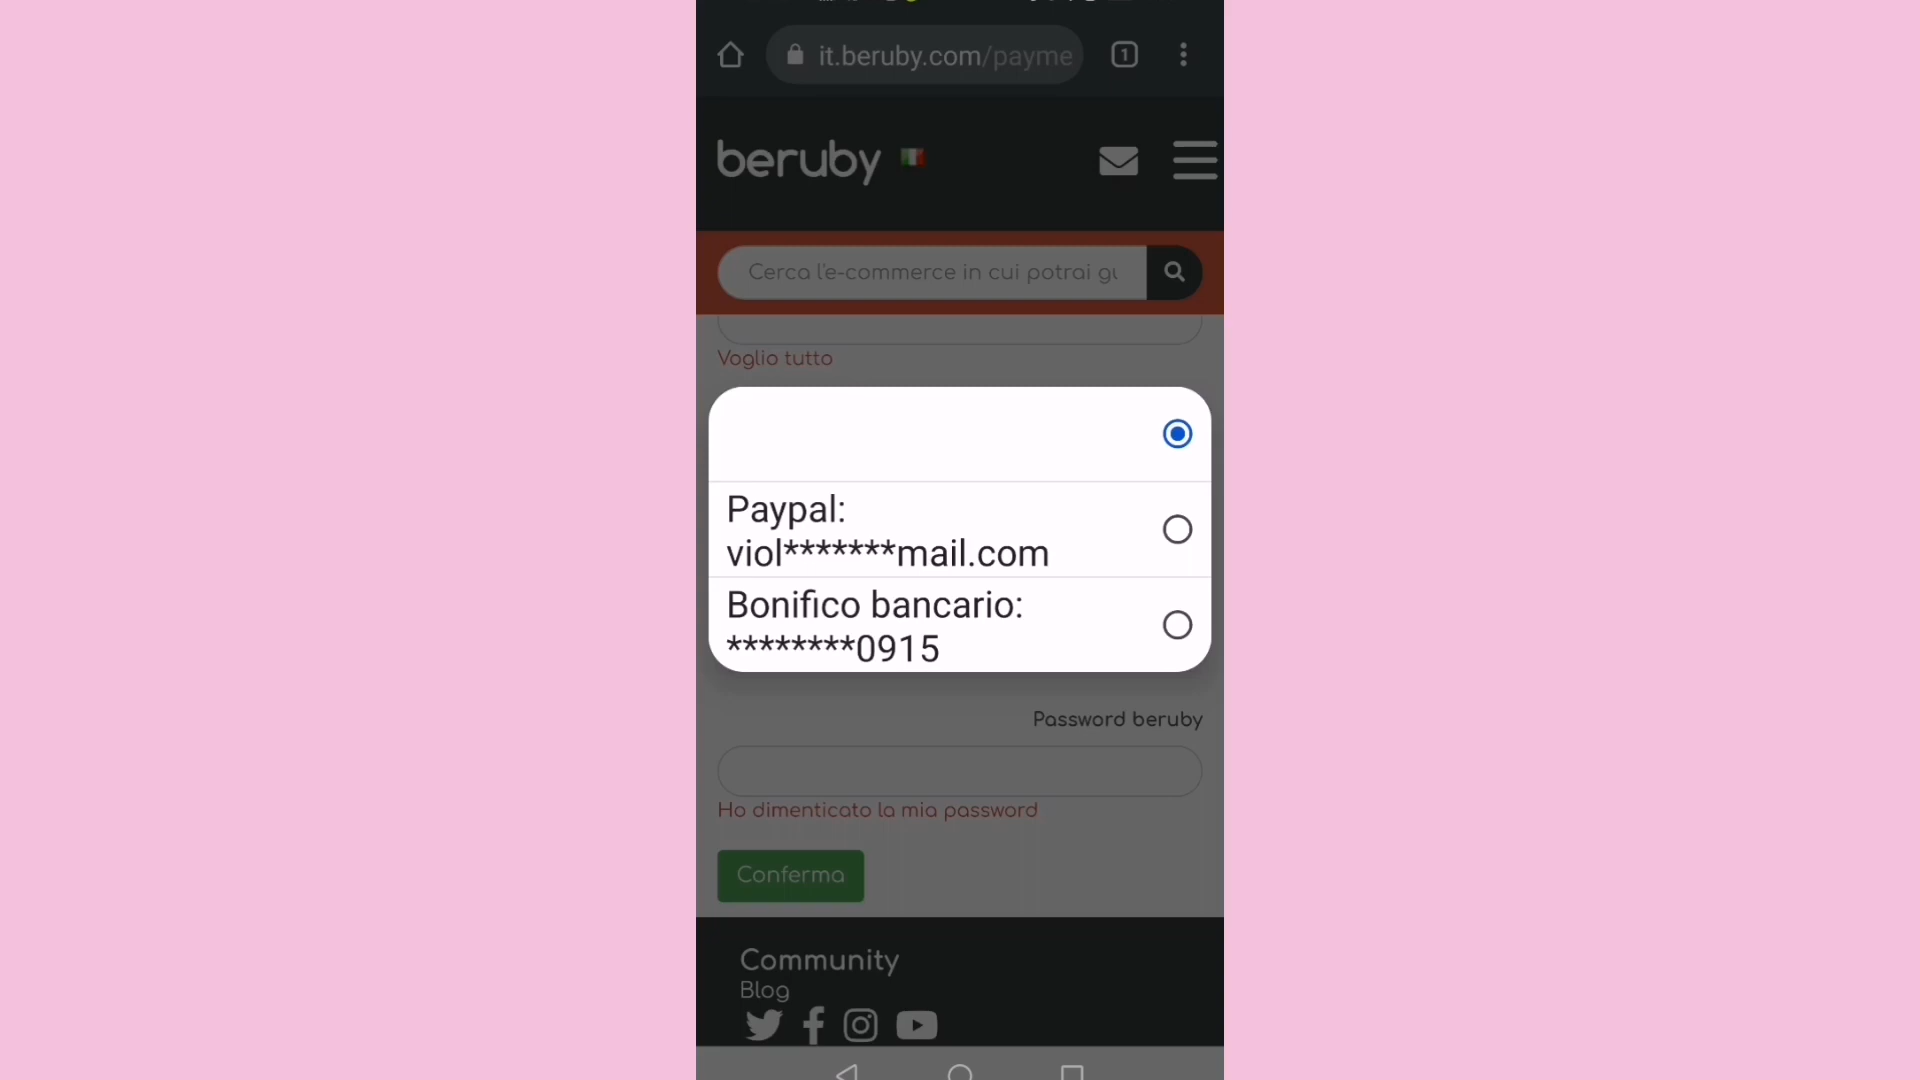 it.beruby.com/payme
1
beruby
Cerca l'e-commerce in cui potrai gu
Voglio tutto
Paypal:
viol*******mail.com
Bonifico bancario:
********0915
Password beruby
Ho dimenticato la mia password
Conferma
Community
Blog